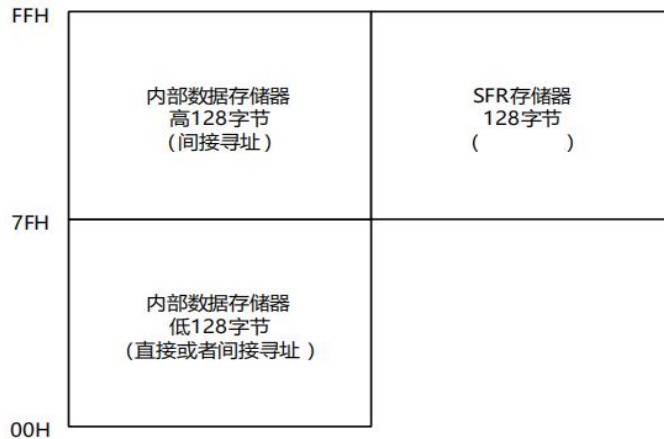 FFH
内部数据存储器
高128字节
(间接寻址)
SFR存储器
128字节
(          )
7FH
内部数据存储器
低128字节
(直接或者间接寻址 )
00H